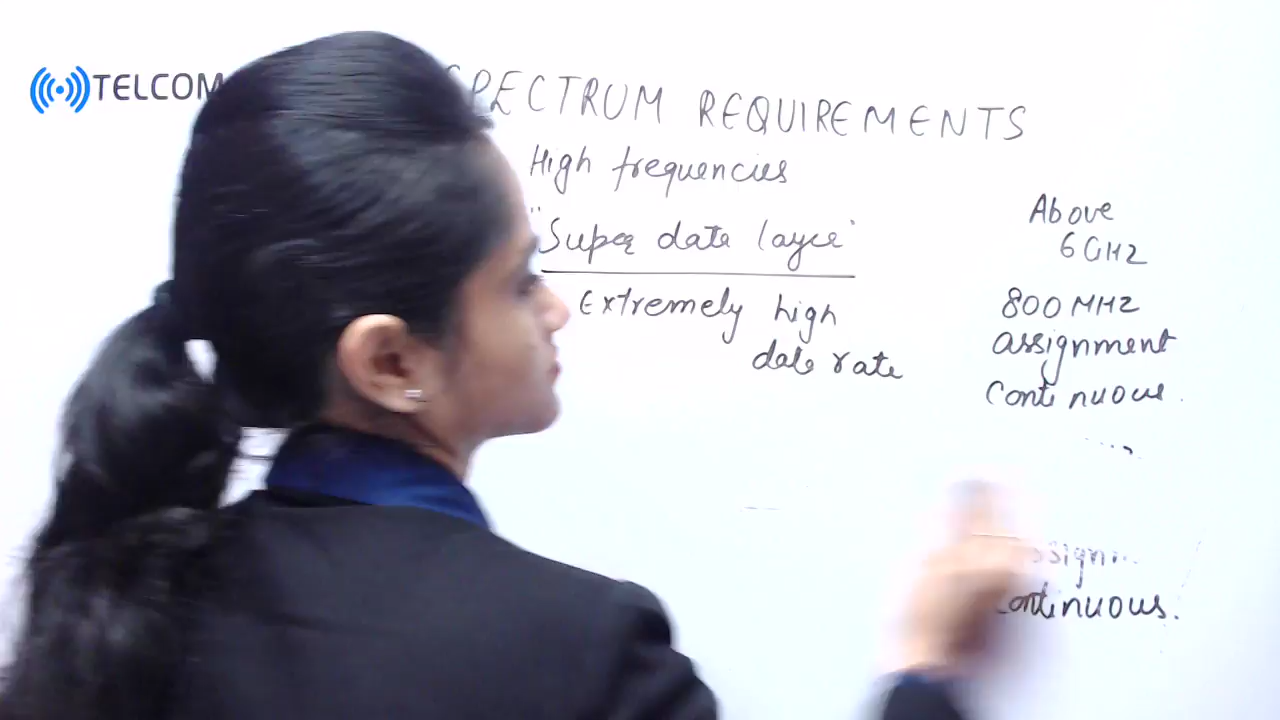 TELCOM
SPECTRUM REQUIREMENTS
High frequencies
"Super data layer"
Extremely high
data rate
Above
6 GHz
800 MHz
assignment
continuous.
continuous.